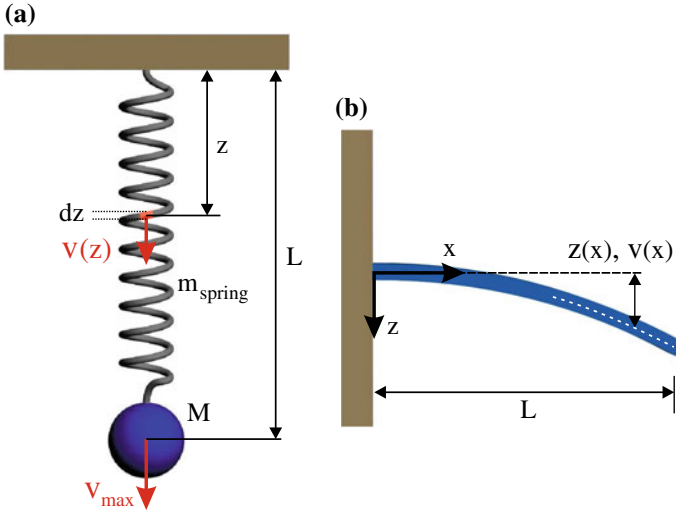 (a)
z
(b)
dz
v(z)
L
x
z(x), v(x)
m_spring
z
M
L
v_max